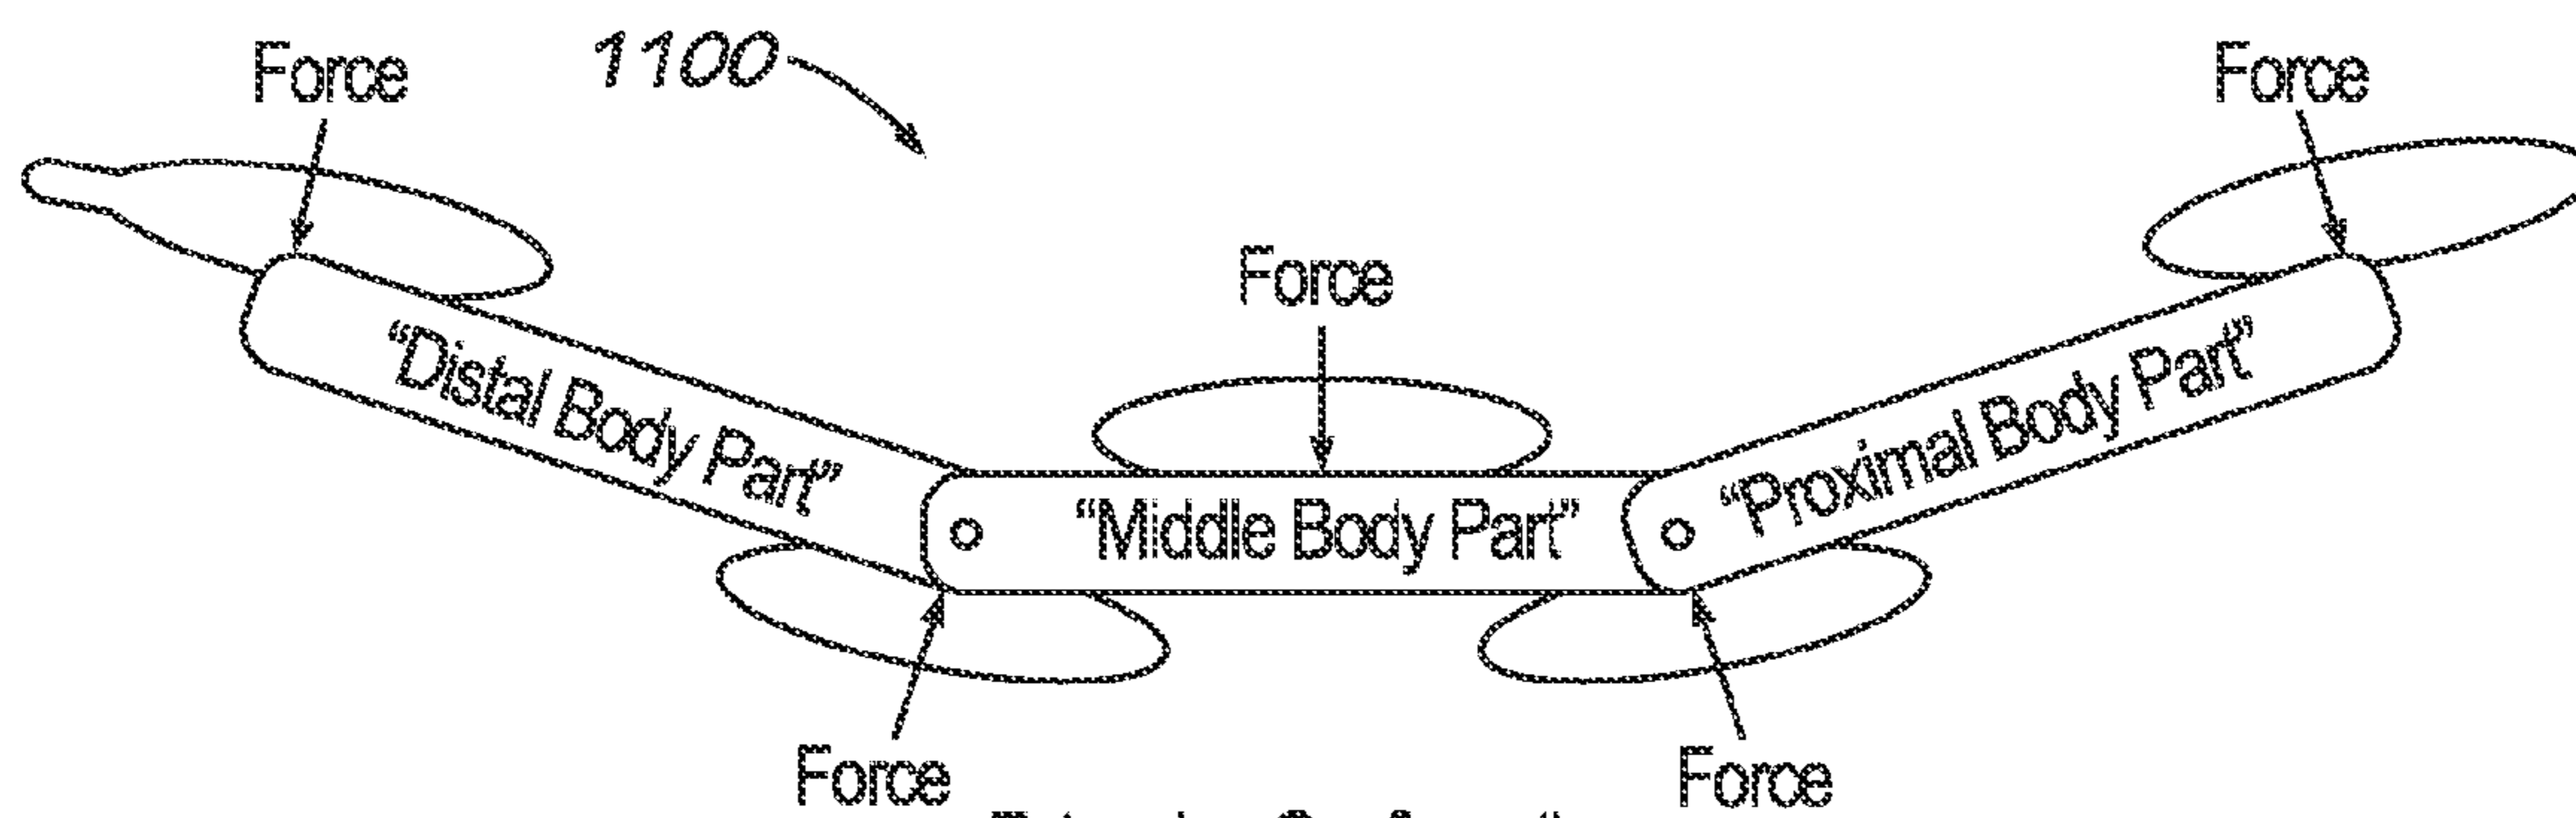 Force
1100
Force
Force
“Distal Body Part”
“Middle Body Part”
“Proximal Body Part”
Force
Force